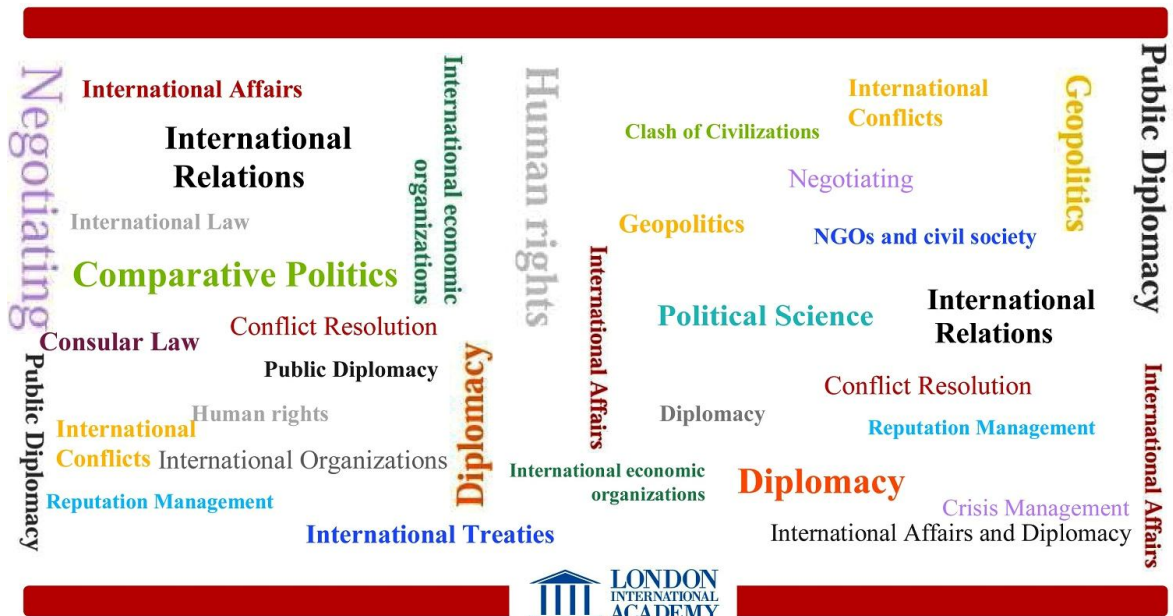 Negotiating
International Affairs
International
Relations
International Law
Comparative Politics
International economic
organizations
Consular Law
Conflict Resolution
Public Diplomacy
Public Diplomacy
Human rights
International
Conflicts
International Organizations
Reputation Management
International Treaties
Diplomacy
Human rights
Clash of Civilizations
International
Conflicts
Negotiating
Geopolitics
Geopolitics
Public Diplomacy
NGOs and civil society
International Affairs
Political Science
International
Relations
Conflict Resolution
Diplomacy
Reputation Management
International economic
organizations
Diplomacy
Crisis Management
International Affairs and Diplomacy
International Affairs
LONDON
INTERNATIONAL
ACADEMY